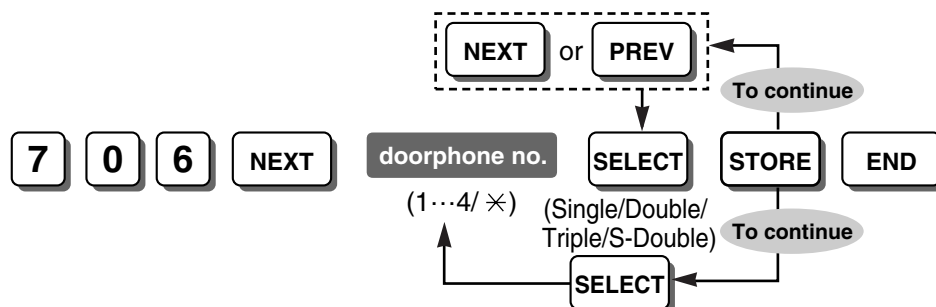 NEXT or PREV
To continue
7 0 6 NEXT doorphone no. SELECT STORE END
(1···4/ ✳) (Single/Double/
Triple/S-Double)
To continue
SELECT